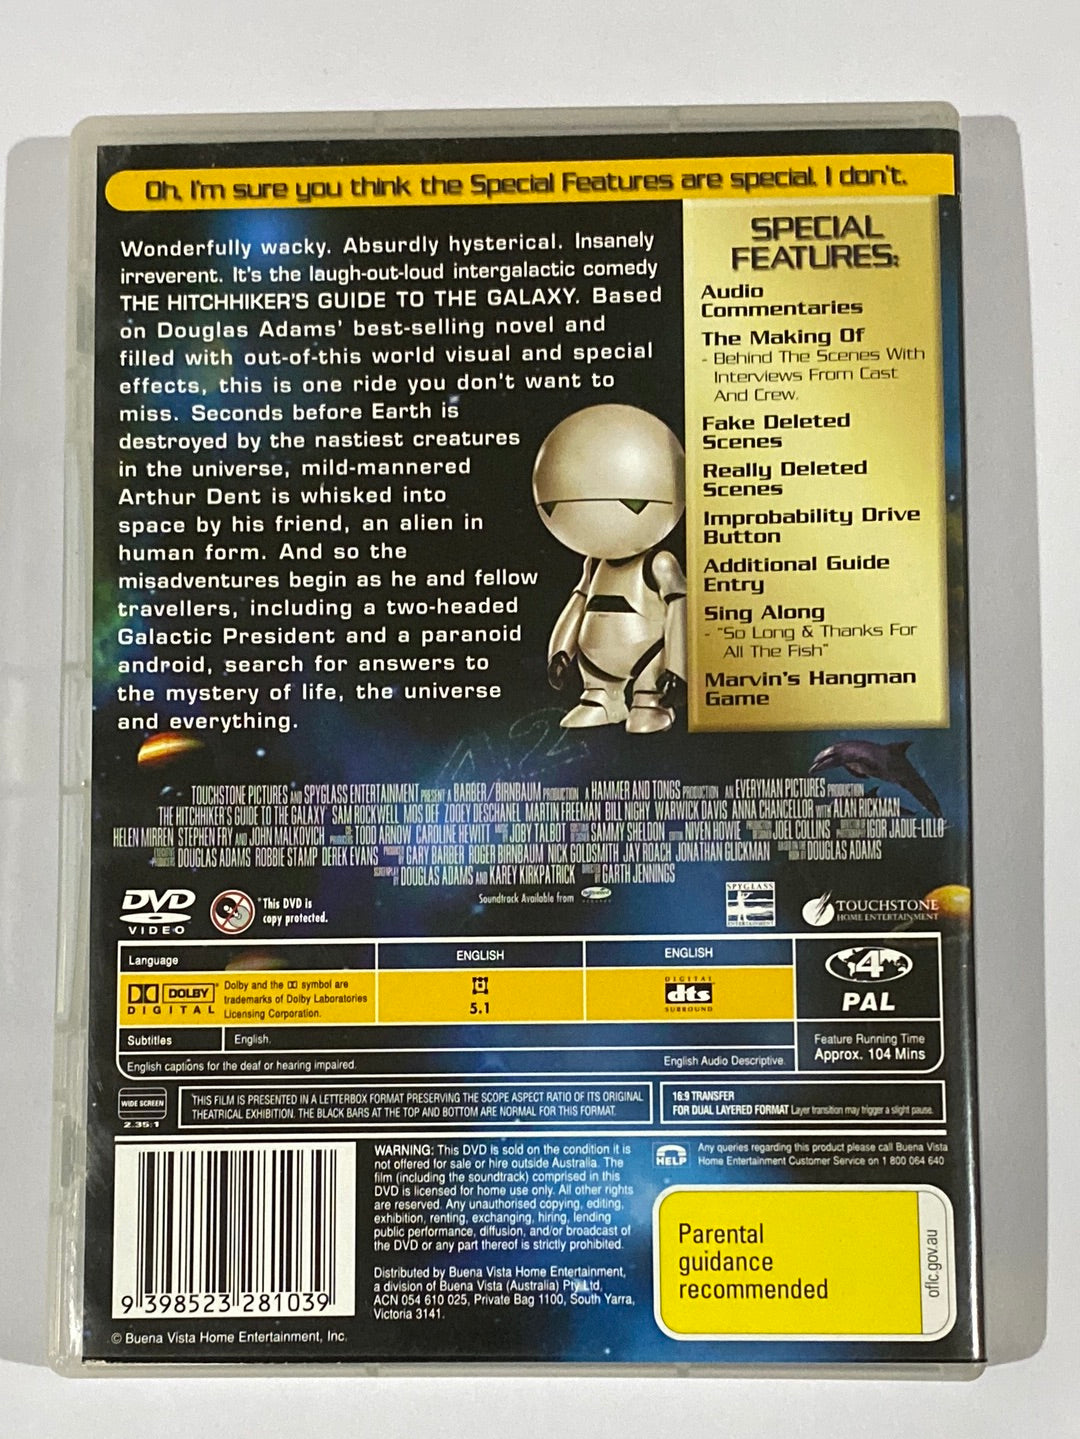 Oh, I'm sure you think the Special Features are special. I don't.
Wonderfully wacky. Absurdly hysterical. Insanely
irreverent. It's the laugh-out-loud intergalactic comedy
THE HITCHHIKER'S GUIDE TO THE GALAXY. Based
on Douglas Adams' best-selling novel and
filled with out-of-this world visual and special
effects, this is one ride you don't want to
miss. Seconds before Earth is
destroyed by the nastiest creatures
in the universe, mild-mannered
Arthur Dent is whisked into
space by his friend, an alien in
human form. And so the
misadventures begin as he and fellow
travellers, including a two-headed
Galactic President and a paranoid
android, search for answers to
the mystery of life, the universe
and everything.
SPECIAL
FEATURES:
Audio
Commentaries
The Making Of
- Behind The Scenes With
Interviews From Cast
And Crew.
Fake Deleted
Scenes
Really Deleted
Scenes
Improbability Drive
Button
Additional Guide
Entry
Sing Along
- "So Long & Thanks For
All The Fish"
Marvin's Hangman
Game
42
TOUCHSTONE PICTURES AND SPYGLASS ENTERTAINMENT PRESENT A BARBER/BIRNBAUM PRODUCTION A HAMMER AND TONGS PRODUCTION AN EVERYMAN PICTURES PRODUCTION
"THE HITCHHIKER'S GUIDE TO THE GALAXY" SAM ROCKWELL MOS DEF ZOOEY DESCHANEL MARTIN FREEMAN BILL NIGHY WARWICK DAVIS ANNA CHANCELLOR WITH ALAN RICKMAN
HELEN MIRREN STEPHEN FRY AND JOHN MALKOVICH TODD ARNOW CAROLINE HEWITT JOBY TALBOT SAMMY SHELDON NIVEN HOWIE JOEL COLLINS IGOR JADUE-LILLO
DOUGLAS ADAMS ROBBIE STAMP DEREK EVANS GARY BARBER ROGER BIRNBAUM NICK GOLDSMITH JAY ROACH JONATHAN GLICKMAN DOUGLAS ADAMS
SCREENPLAY BY DOUGLAS ADAMS AND KAREY KIRKPATRICK DIRECTED BY GARTH JENNINGS
Soundtrack Available from
DVD
VIDEO
"This DVD is
copy protected.
SPYGLASS
ENTERTAINMENT
TOUCHSTONE
HOME ENTERTAINMENT
Language
ENGLISH
ENGLISH
DOLBY
DIGITAL
Dolby and the symbol are
trademarks of Dolby Laboratories
Licensing Corporation.
5.1
DIGITAL
dts
SURROUND
4
PAL
Subtitles
English.
English captions for the deaf or hearing impaired.
English Audio Descriptive.
Feature Running Time
Approx. 104 Mins
WIDE SCREEN
2.35:1
THIS FILM IS PRESENTED IN A LETTERBOX FORMAT PRESERVING THE SCOPE ASPECT RATIO OF ITS ORIGINAL
THEATRICAL EXHIBITION. THE BLACK BARS AT THE TOP AND BOTTOM ARE NORMAL FOR THIS FORMAT.
16:9 TRANSFER
FOR DUAL LAYERED FORMAT Layer transition may trigger a slight pause.
9 398523 281039
© Buena Vista Home Entertainment, Inc.
WARNING: This DVD is sold on the condition it is
not offered for sale or hire outside Australia. The
film (including the soundtrack) comprised in this
DVD is licensed for home use only. All other rights
are reserved. Any unauthorised copying, editing,
exhibition, renting, exchanging, hiring, lending
public performance, diffusion, and/or broadcast of
the DVD or any part thereof is strictly prohibited.
Distributed by Buena Vista Home Entertainment,
a division of Buena Vista (Australia) Pty Ltd,
ACN 054 610 025, Private Bag 1100, South Yarra,
Victoria 3141.
HELP
Any queries regarding this product please call Buena Vista
Home Entertainment Customer Service on 1 800 064 640
Parental
guidance
recommended
oflc.gov.au